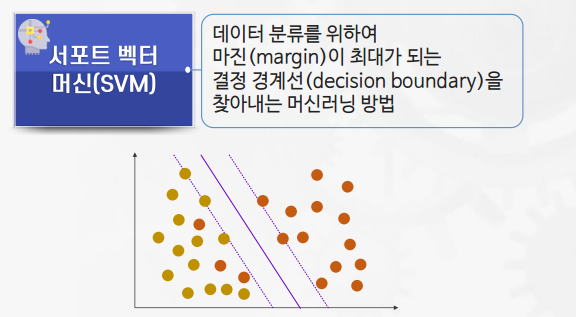 서포트 벡터
머신(SVM)
데이터 분류를 위하여
마진(margin)이 최대가 되는
결정 경계선(decision boundary)을
찾아내는 머신러닝 방법